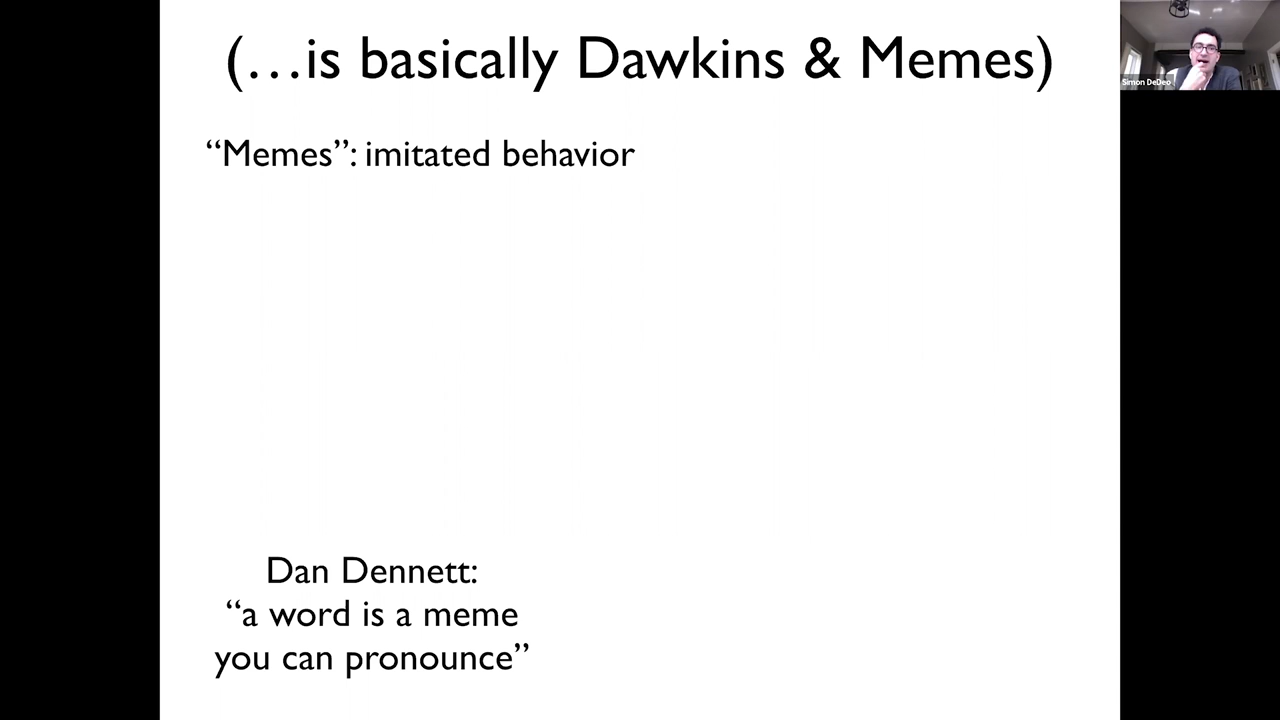 (…is basically Dawkins & Memes)
“Memes”: imitated behavior
Dan Dennett:
“a word is a meme
you can pronounce”
Simon DeDeo